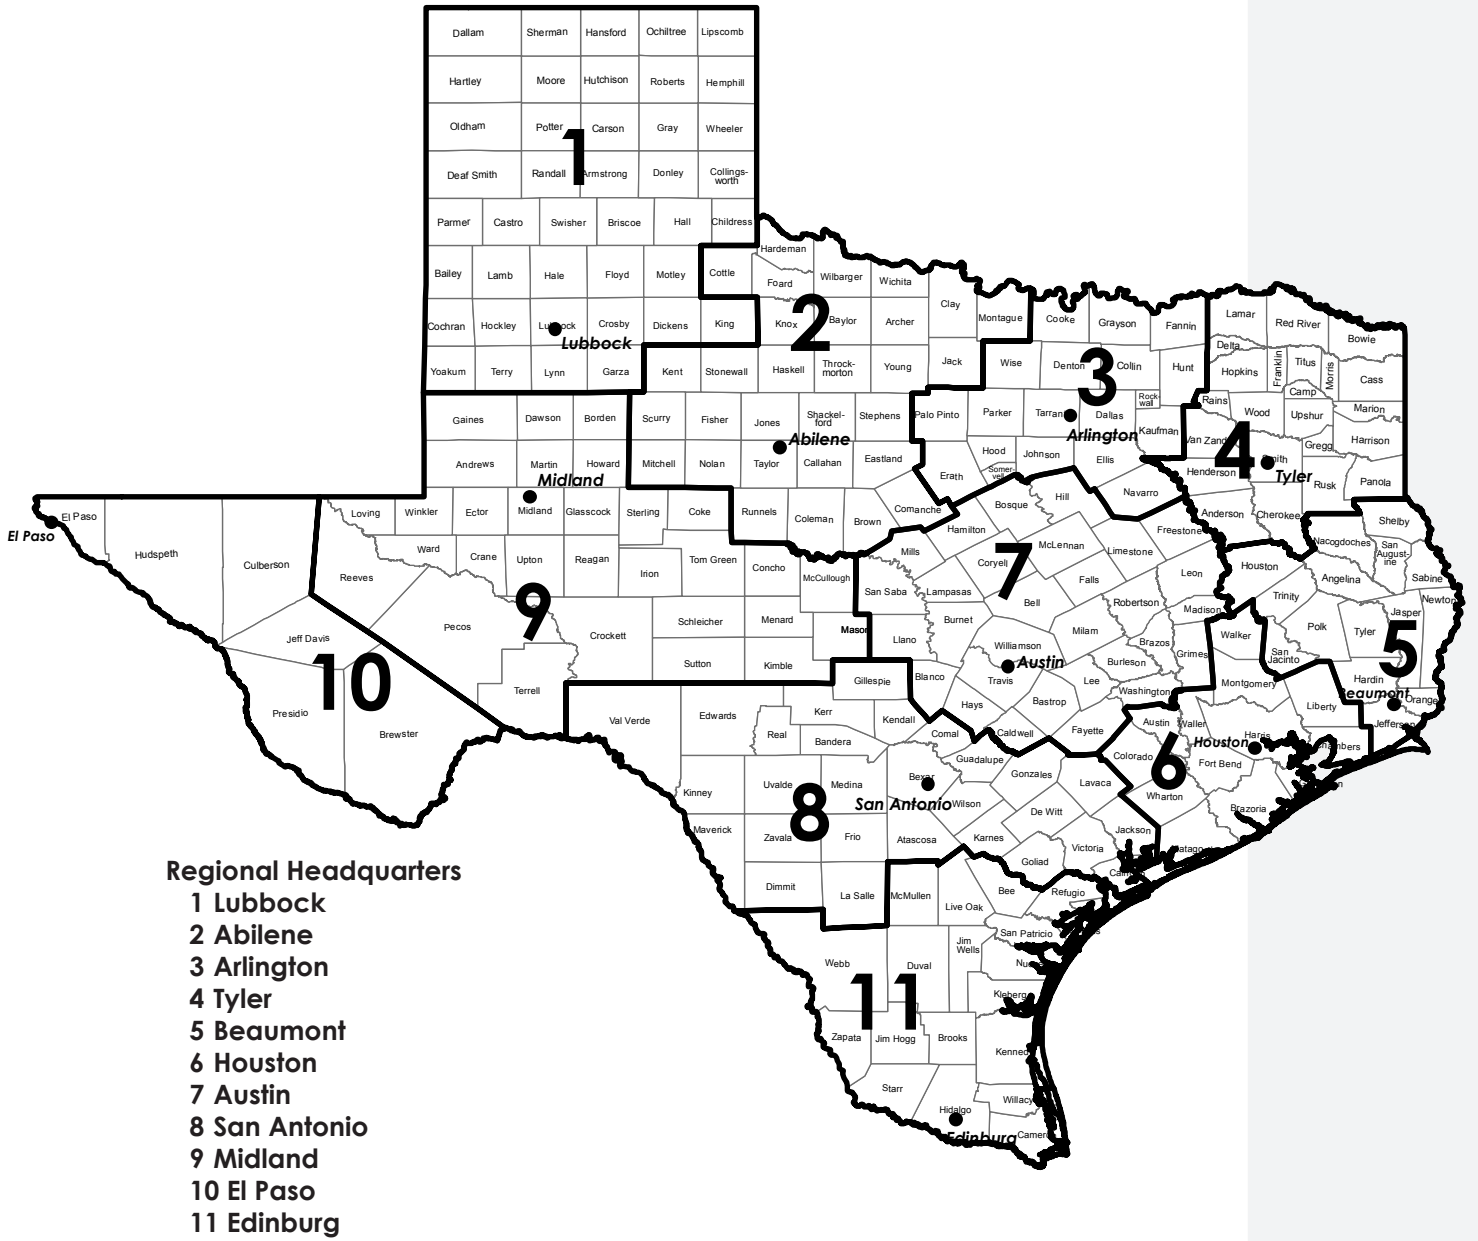 Dallam Sherman Hansford Ochiltree Lipscomb
Hartley Moore Hutchison Roberts Hemphill
Oldham Potter Carson Gray Wheeler
1
Deaf Smith Randall Armstrong Donley Collings-
worth
Parmer Castro Swisher Briscoe Hall Childress
Hardeman
Bailey Lamb Hale Floyd Motley Cottle Foard Wilbarger Wichita
Clay
Cochran Hockley Lubbock Crosby Dickens King Knox Baylor Archer Montague Cooke Grayson Fannin Lamar Red River
2
Lubbock
Bowie
Delta
Yoakum Terry Lynn Garza Kent Stonewall Haskell Throck-
morton Young Jack Wise Denton Collin Hunt Hopkins Franklin Titus Morris Cass
3
Camp
Rock-
wall Rains Wood Upshur Marion
Gaines Dawson Borden Scurry Fisher Jones Shackel-
ford Stephens Palo Pinto Parker Tarrant Dallas Kaufman
Abilene
Arlington
Van Zandt 4 Gregg Harrison
Andrews Martin Howard Mitchell Nolan Taylor Callahan Eastland Erath Hood Johnson Ellis Henderson Smith
Somer-
vell
Tyler
Rusk Panola
Midland
Loving Winkler Ector Midland Glasscock Sterling Coke Runnels Coleman Brown Comanche Hamilton Bosque Hill Navarro Anderson Cherokee
El Paso
El Paso
Hudspeth Culberson
Shelby
Freestone
Nacogdoches San
August-
ine
Ward Crane Upton Reagan Irion Tom Green Concho McCullough Mills Coryell 7 McLennan Limestone
Reeves
San Saba Lampasas Bell Falls Leon Houston Angelina Sabine
Robertson Madison Trinity Newton
Jasper
Pecos 9 Crockett Schleicher Menard Mason Llano Burnet Milam Brazos Grimes Walker Polk Tyler 5
Jeff Davis
Williamson
San
Jacinto
10 Terrell Sutton Kimble Gillespie Blanco Travis Austin Lee Burleson Washington Montgomery Hardin
Beaumont
Orange
Presidio Brewster
Val Verde Edwards Kerr Kendall Hays Bastrop Fayette Austin Waller Liberty Jefferson
Real Bandera Comal Caldwell Colorado Houston Harris Chambers
6 Fort Bend
Guadalupe Gonzales Lavaca
Kinney Uvalde Medina Bexar
San Antonio
Wilson De Witt Wharton Brazoria
8
Maverick Zavala Frio Atascosa Karnes Victoria Jackson
Goliad
Dimmit La Salle McMullen Live Oak Bee Refugio
San Patricio
Jim
Wells
Webb Duval
11
Kleberg
Zapata Jim Hogg Brooks Kenedy
Starr Hidalgo Willacy
Edinburg
Regional Headquarters
1 Lubbock
2 Abilene
3 Arlington
4 Tyler
5 Beaumont
6 Houston
7 Austin
8 San Antonio
9 Midland
10 El Paso
11 Edinburg